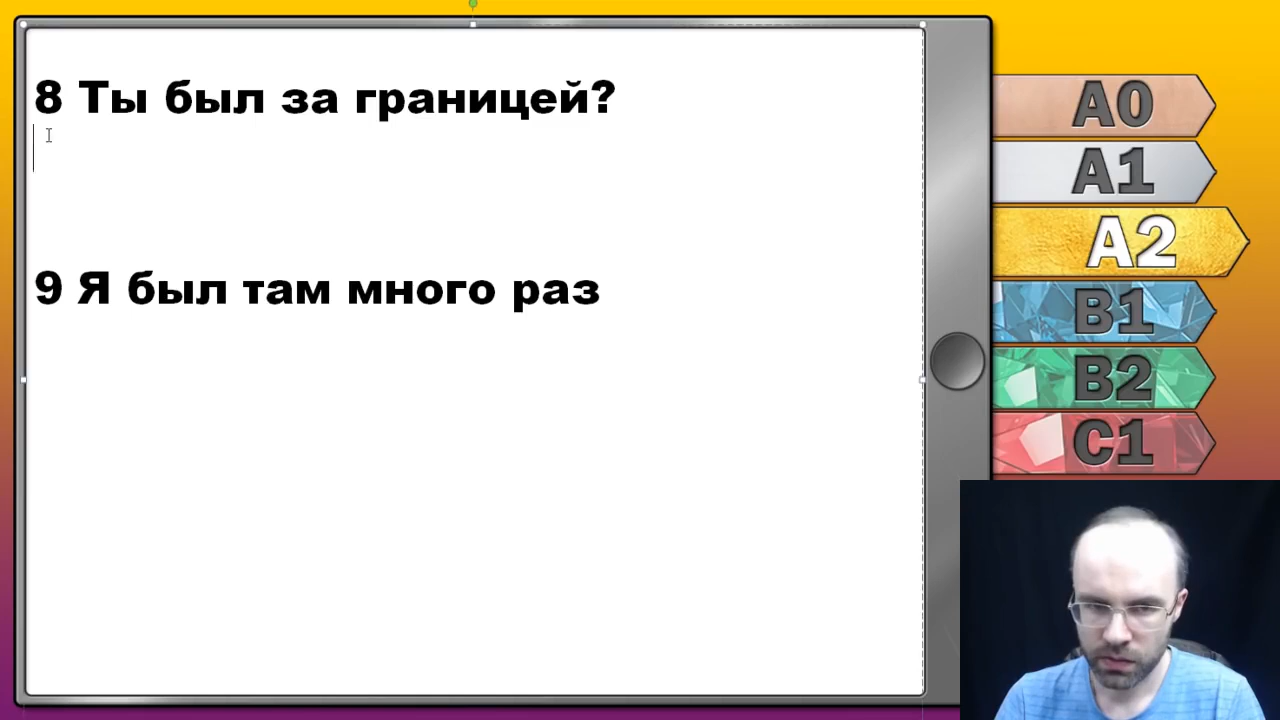 8 Ты был за границей?
9 Я был там много раз
A0
A1
A2
B1
B2
C1